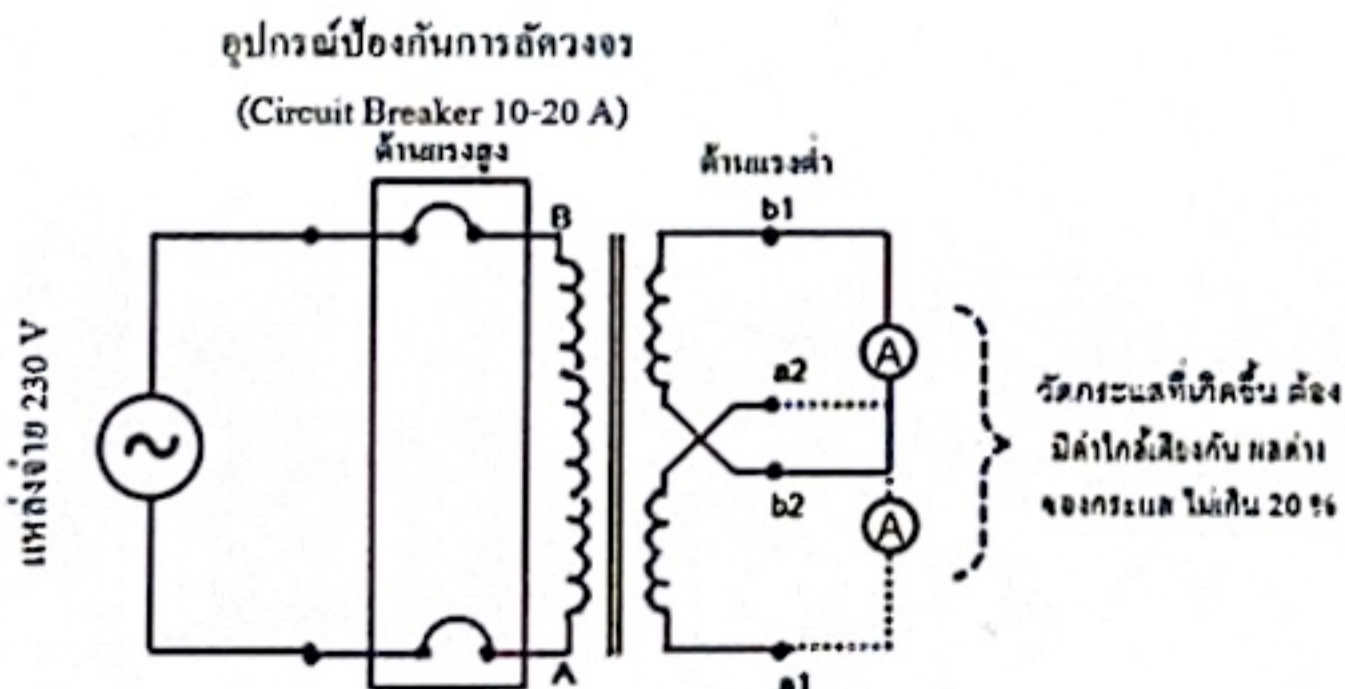 อุปกรณ์ป้องกันการลัดวงจร
(Circuit Breaker 10-20 A)
ด้านแรงสูง
ด้านแรงต่ำ
B
b1
A
a2
แหล่งจ่าย 230 V
วัดกระแสที่เกิดขึ้น ต้อง
มีค่าใกล้เคียงกัน ผลต่าง
ของกระแส ไม่เกิน 20 %
b2
A
A
a1